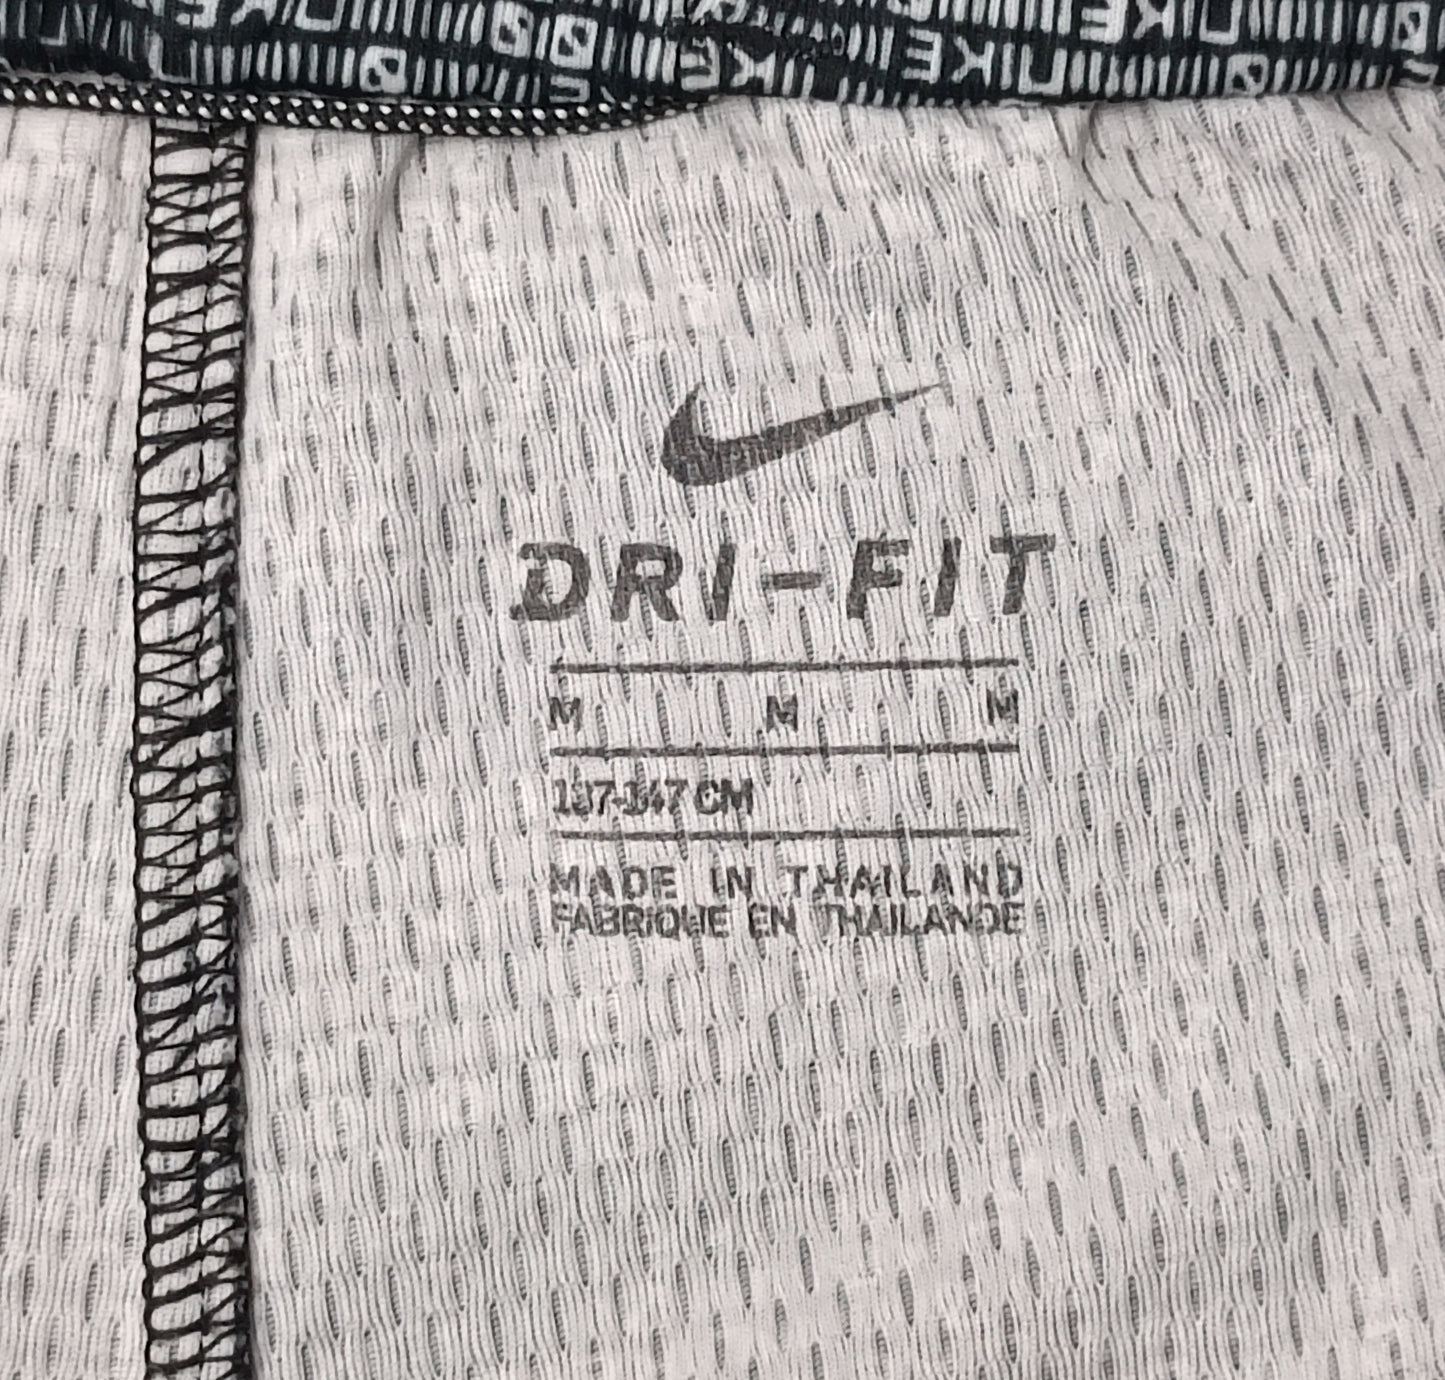 DRI-FIT
M M M
137-147 CM
MADE IN THAILAND
FABRIQUE EN THAILANDE